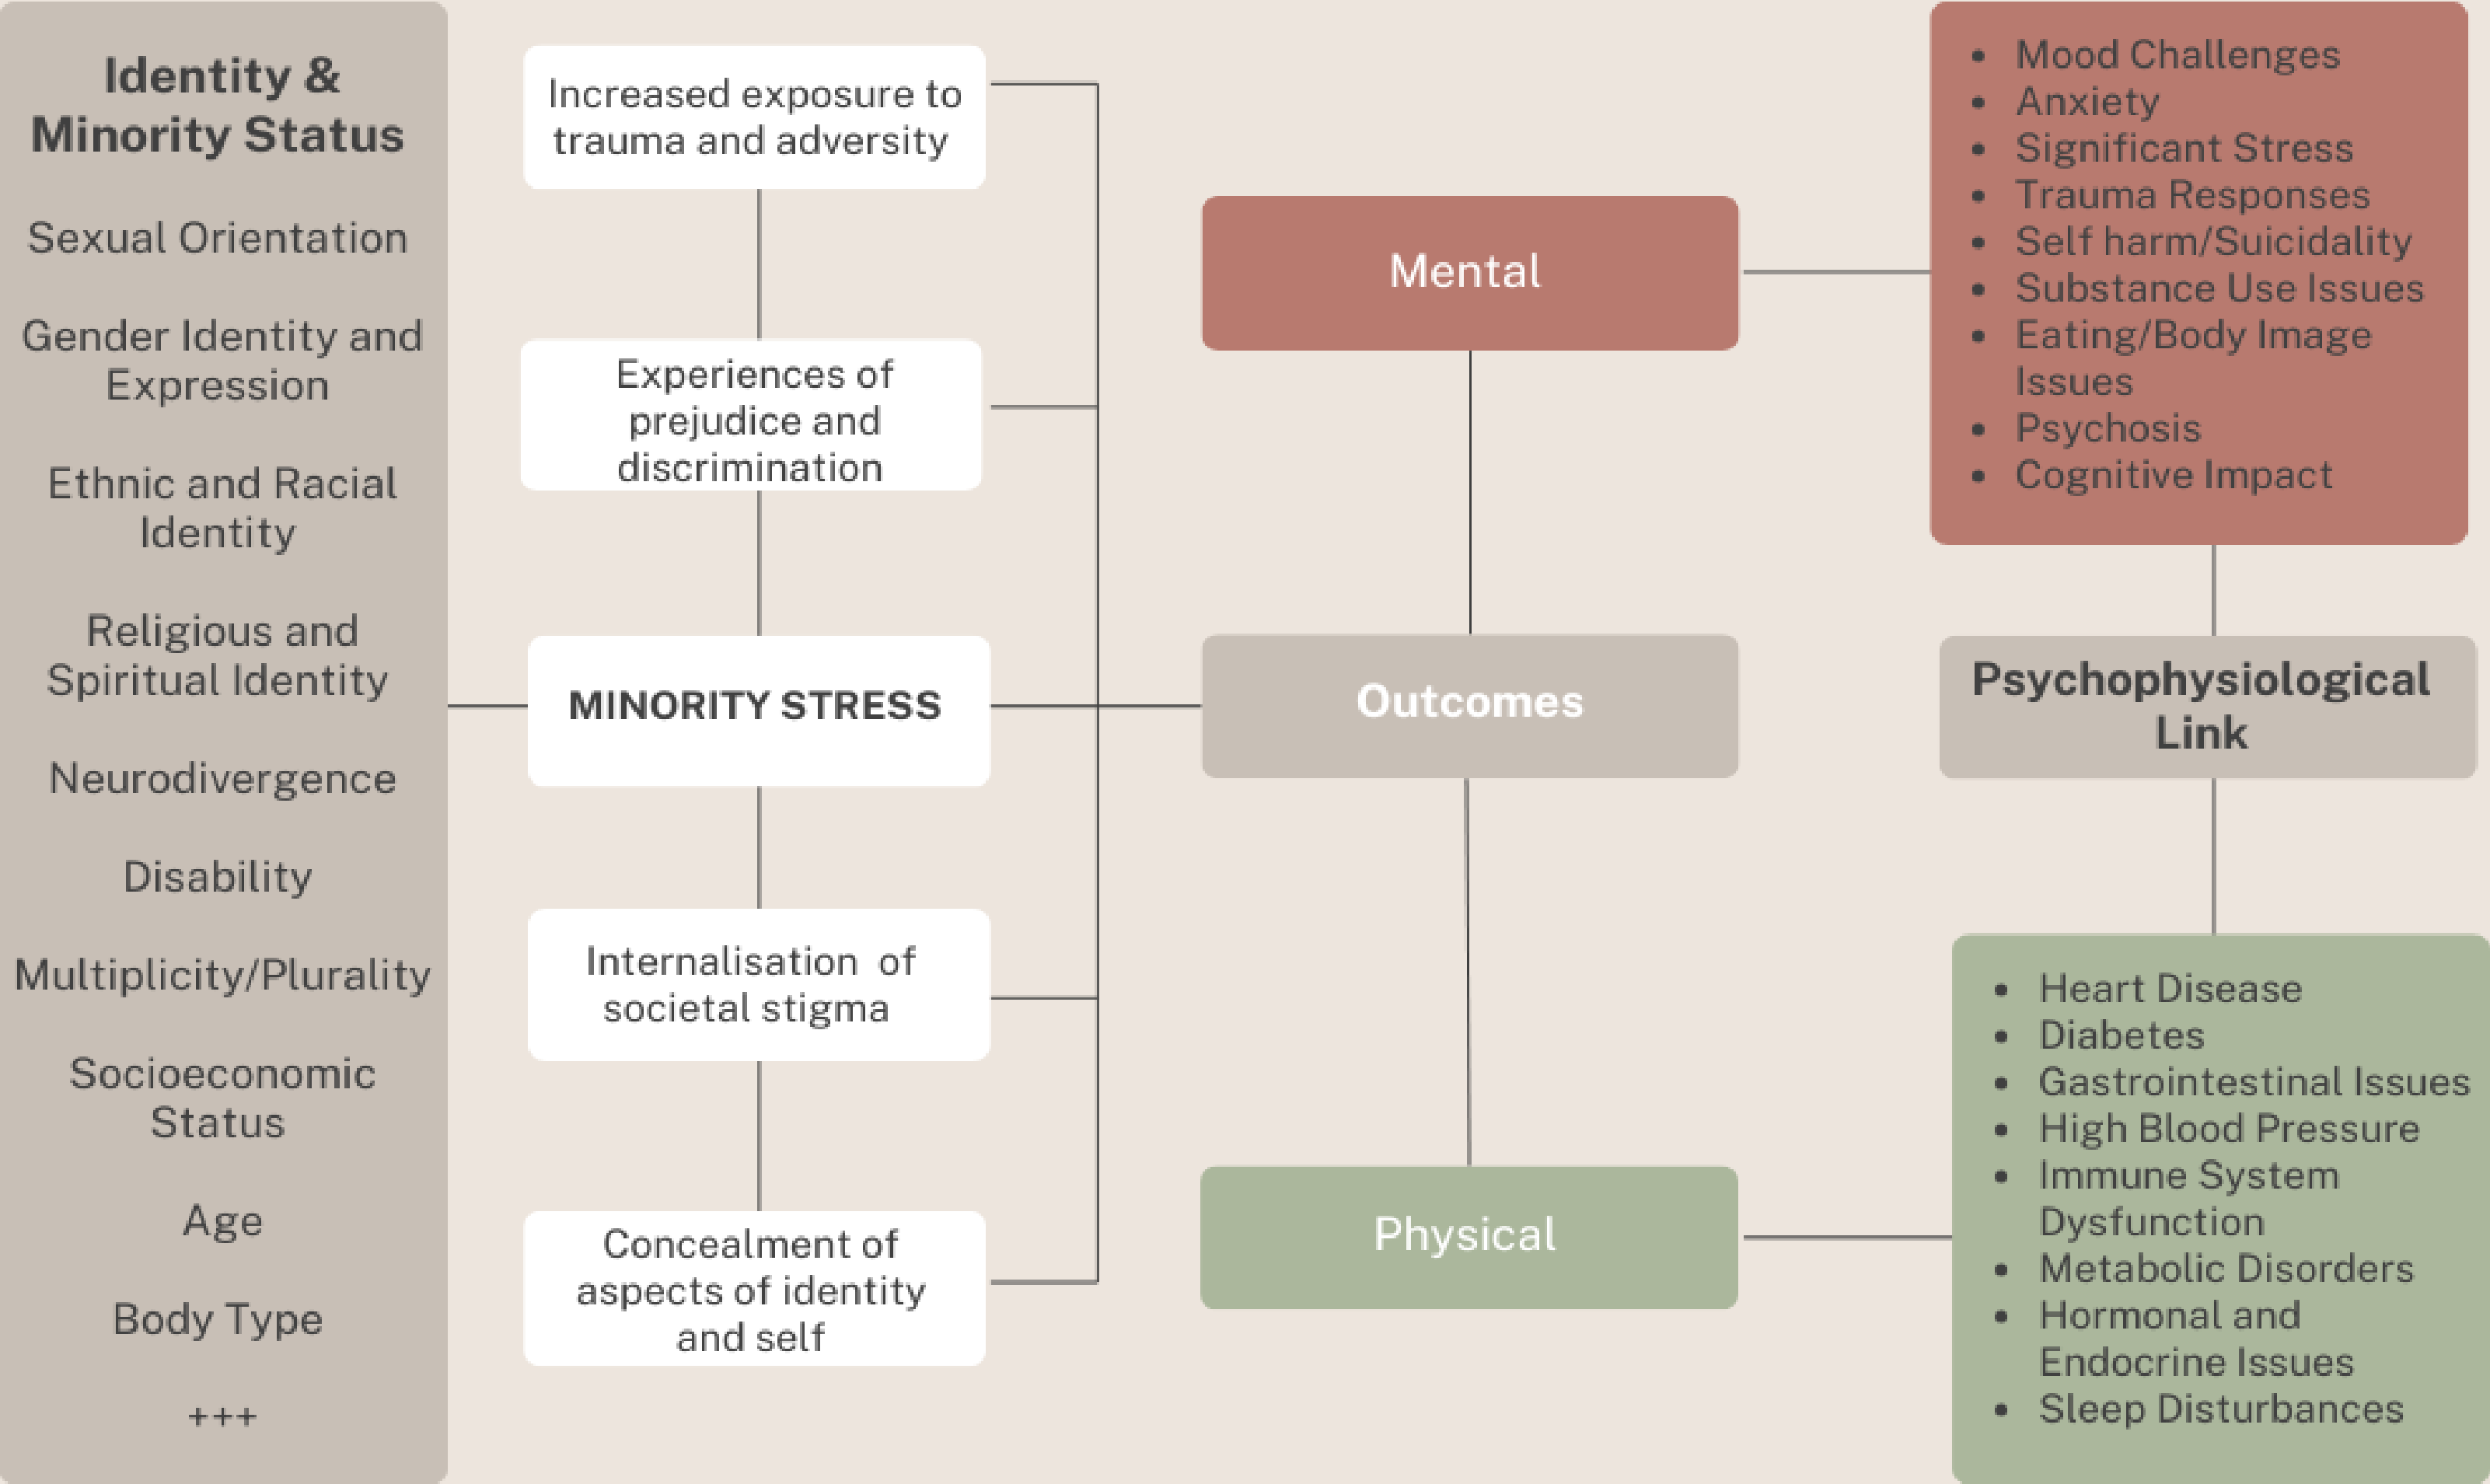 Identity &
Minority Status
Sexual Orientation
Gender Identity and
Expression
Ethnic and Racial
Identity
Religious and
Spiritual Identity
Neurodivergence
Disability
Multiplicity/Plurality
Socioeconomic
Status
Age
Body Type
+++
Increased exposure to
trauma and adversity
Experiences of
prejudice and
discrimination
MINORITY STRESS
Internalisation of
societal stigma
Concealment of
aspects of identity
and self
Mental
Outcomes
Physical
• Mood Challenges
• Anxiety
• Significant Stress
• Trauma Responses
• Self harm/Suicidality
• Substance Use Issues
• Eating/Body Image
Issues
• Psychosis
• Cognitive Impact
Psychophysiological
Link
• Heart Disease
• Diabetes
• Gastrointestinal Issues
• High Blood Pressure
• Immune System
Dysfunction
• Metabolic Disorders
• Hormonal and
Endocrine Issues
• Sleep Disturbances